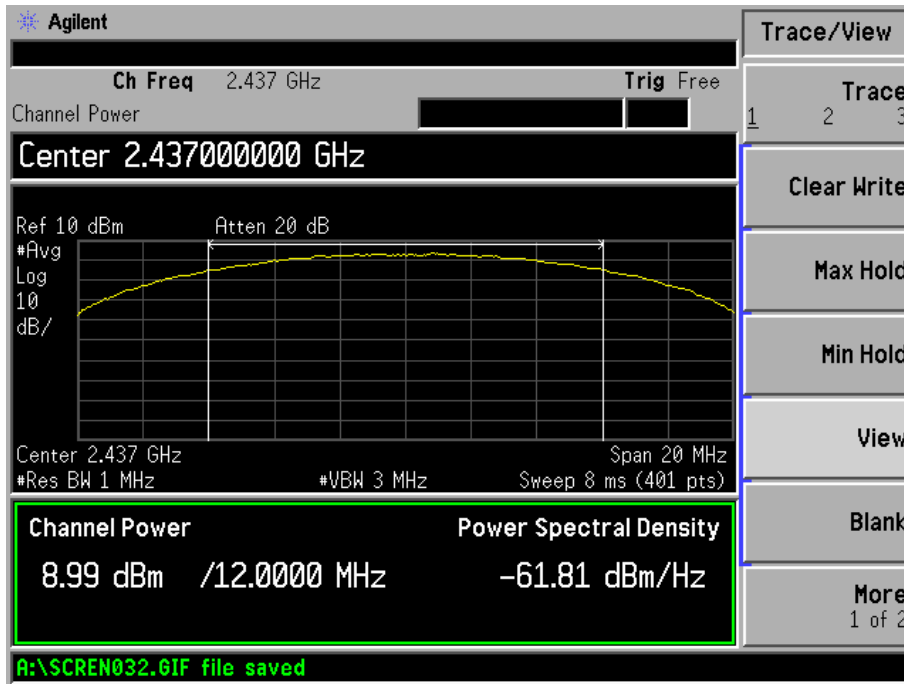 Agilent
Ch Freq 2.437 GHz Trig Free
Channel Power
Center 2.437000000 GHz
Ref 10 dBm Atten 20 dB
#Avg
Log
10
dB/
Center 2.437 GHz Span 20 MHz
#Res BW 1 MHz #VBW 3 MHz Sweep 8 ms (401 pts)
Channel Power Power Spectral Density
8.99 dBm /12.0000 MHz -61.81 dBm/Hz
A:\SCREN032.GIF file saved
Trace/View
Trace
1 2 3
Clear Write
Max Hold
Min Hold
View
Blank
More
1 of 2